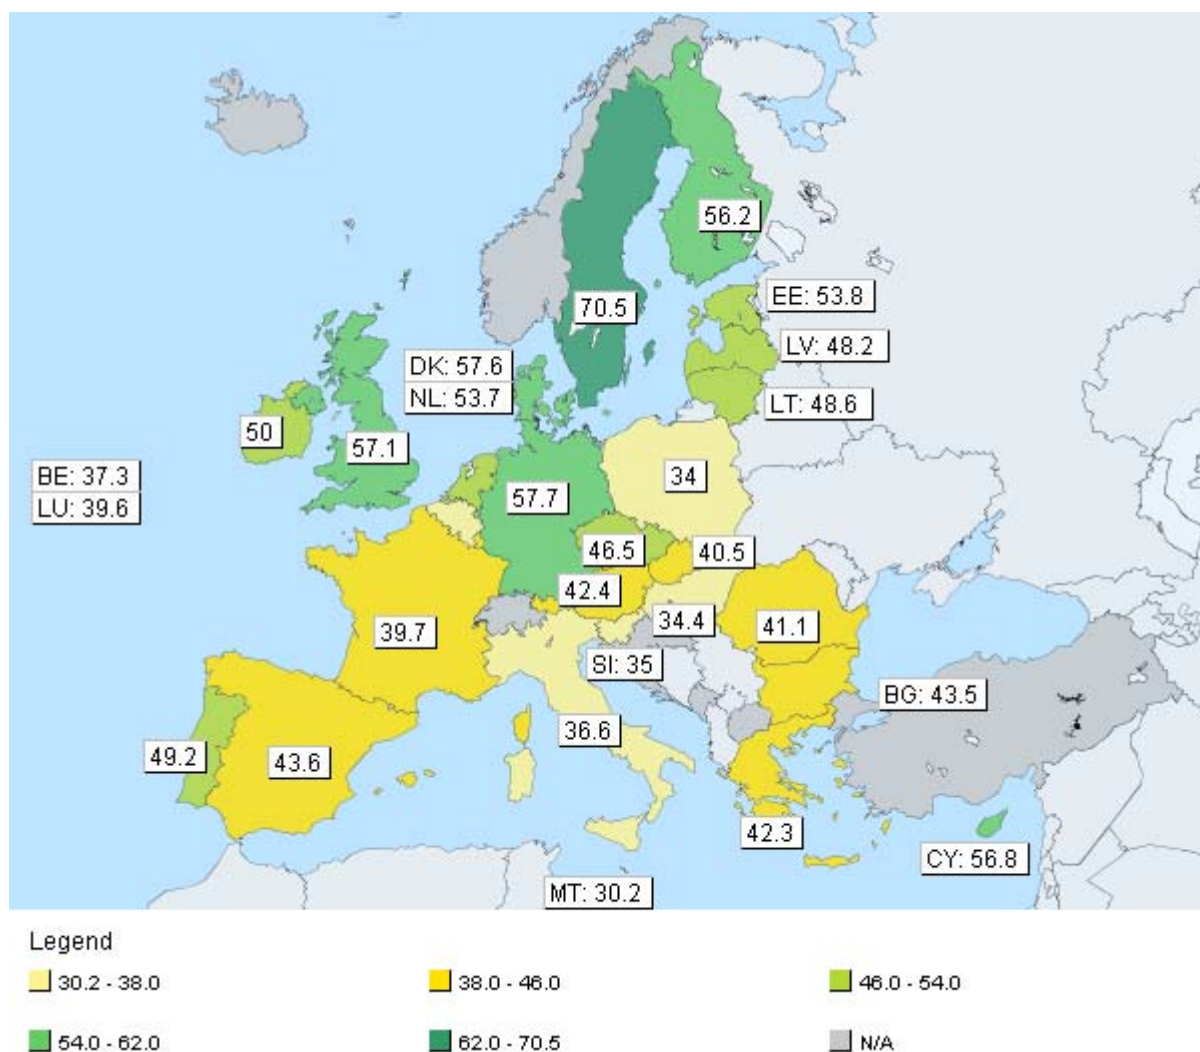 56.2
70.5
EE: 53.8
LV: 48.2
LT: 48.6
DK: 57.6
NL: 53.7
50
57.1
BE: 37.3
LU: 39.6
57.7
34
46.5
40.5
42.4
39.7
34.4
41.1
SI: 35
BG: 43.5
36.6
49.2
43.6
42.3
CY: 56.8
MT: 30.2
Legend
30.2 - 38.0
38.0 - 46.0
46.0 - 54.0
54.0 - 62.0
62.0 - 70.5
N/A